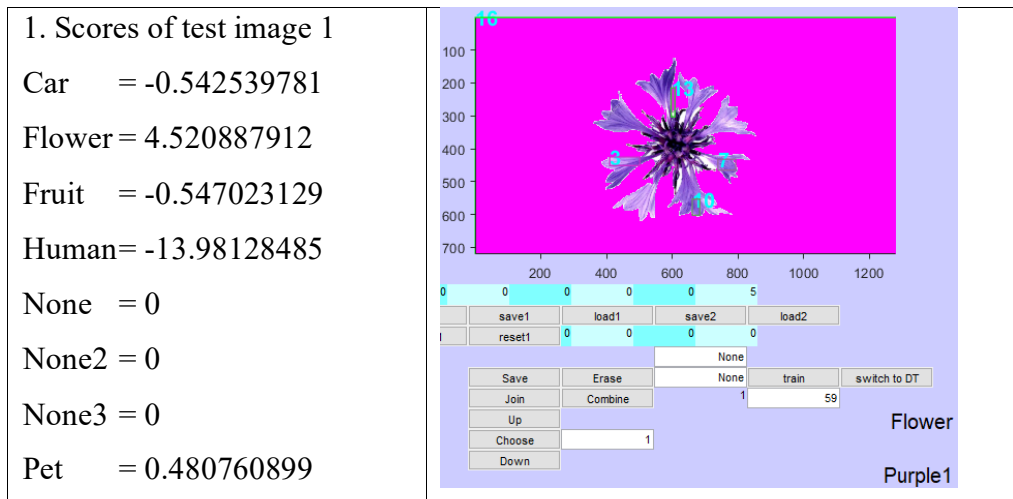 1. Scores of test image 1
Car = -0.542539781
Flower = 4.520887912
Fruit = -0.547023129
Human= -13.98128485
None = 0
None2 = 0
None3 = 0
Pet = 0.480760899
16
100
200
300
400
500
600
700
13
3
7
10
200 400 600 800 1000 1200
0 0 0 0 0 5
save1 load1 save2 load2
reset1 0 0 0 0
None
Save Erase None train switch to DT
Join Combine 1 59
Up
Flower
Choose 1
Down
Purple1